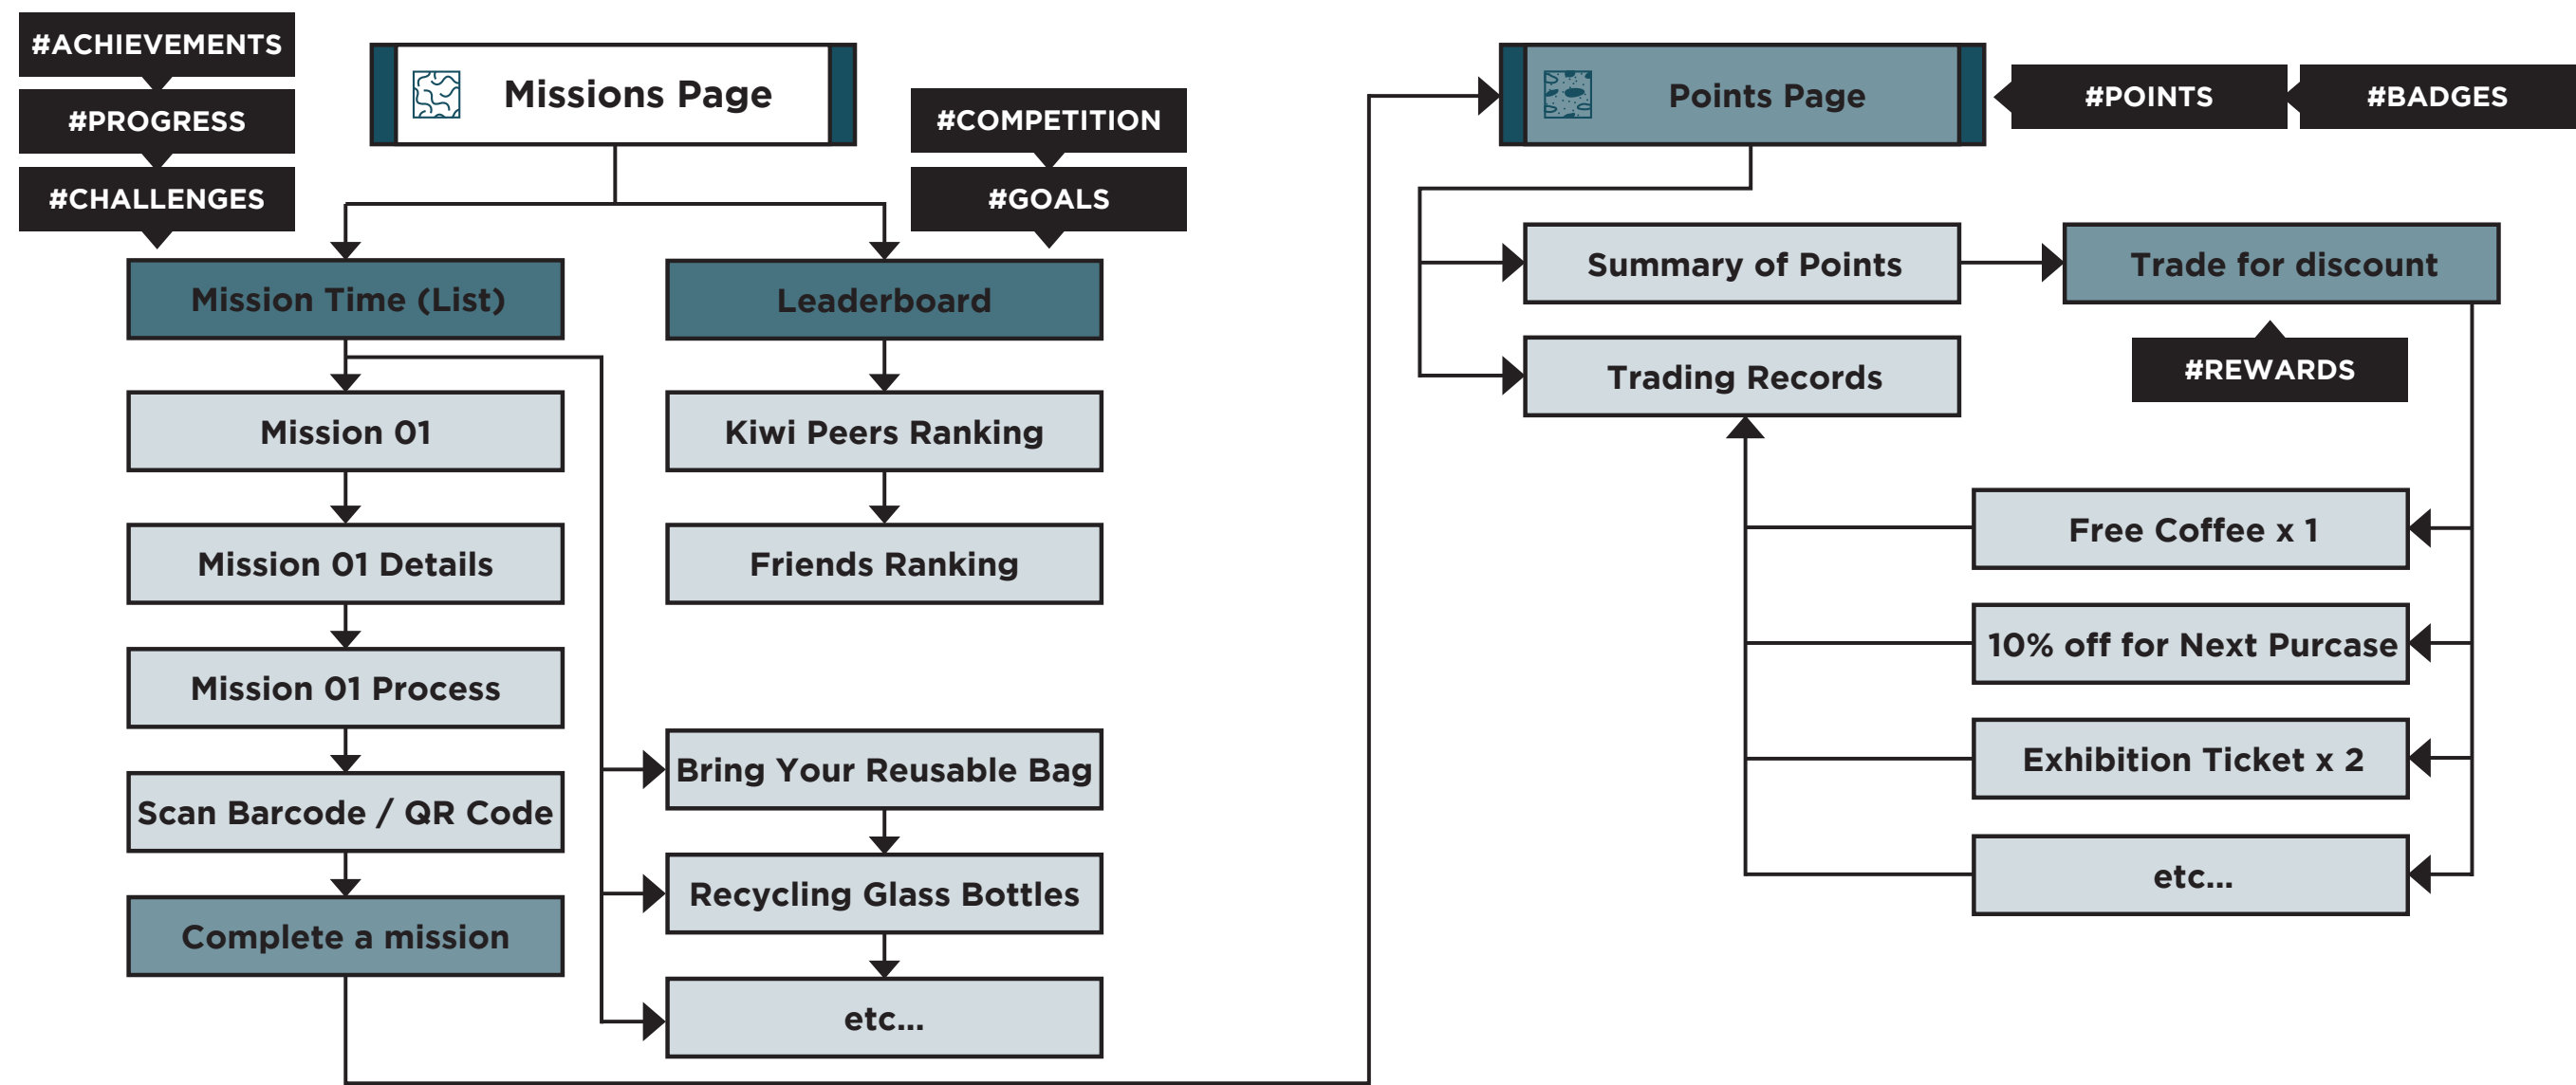 #ACHIEVEMENTS
#PROGRESS
#CHALLENGES
Missions Page
#COMPETITION
#GOALS
Mission Time (List)
Mission 01
Mission 01 Details
Mission 01 Process
Scan Barcode / QR Code
Complete a mission
Leaderboard
Kiwi Peers Ranking
Friends Ranking
Bring Your Reusable Bag
Recycling Glass Bottles
etc...
Points Page
#POINTS
#BADGES
Summary of Points
Trade for discount
#REWARDS
Trading Records
Free Coffee x 1
10% off for Next Purcase
Exhibition Ticket x 2
etc...